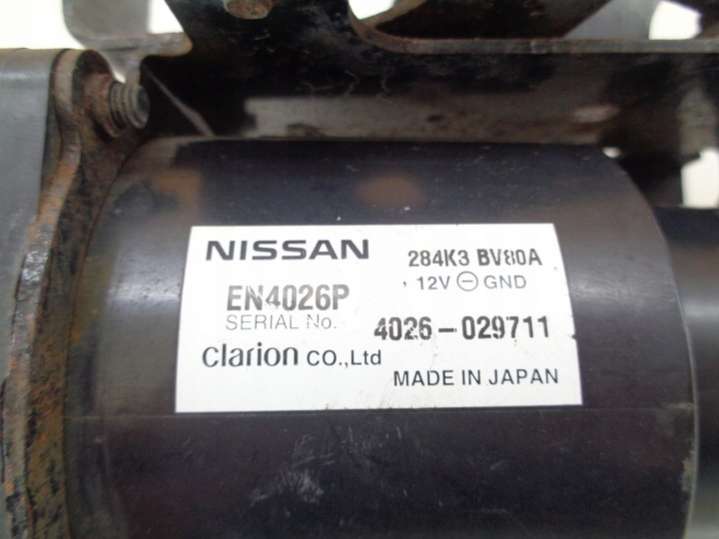 NISSAN 284K3 BV80A
EN4026P 12V ⊖ GND
SERIAL No. 4026-029711
clarion CO.,Ltd
MADE IN JAPAN